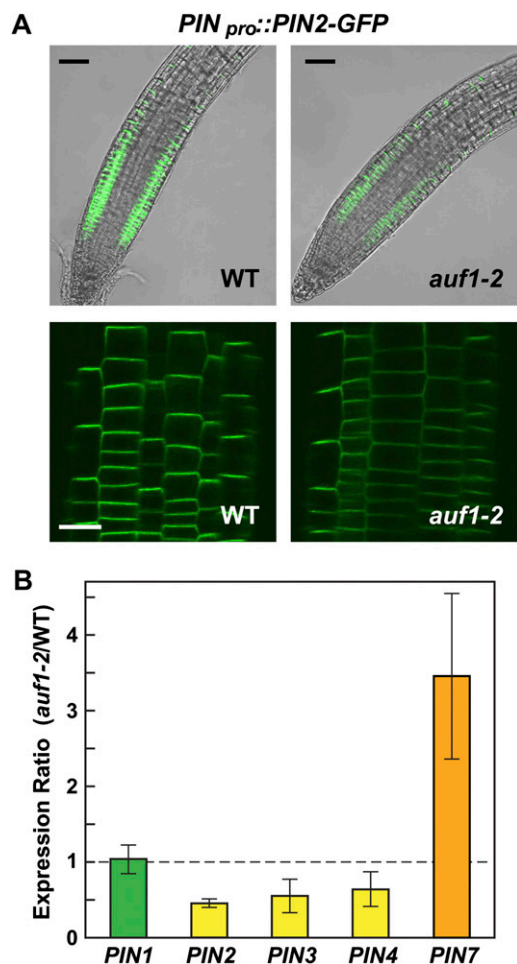 A
PIN pro::PIN2-GFP
WT
auf1-2
WT
auf1-2
B
Expression Ratio (auf1-2/WT)
4
3
2
1
0
PIN1 PIN2 PIN3 PIN4 PIN7